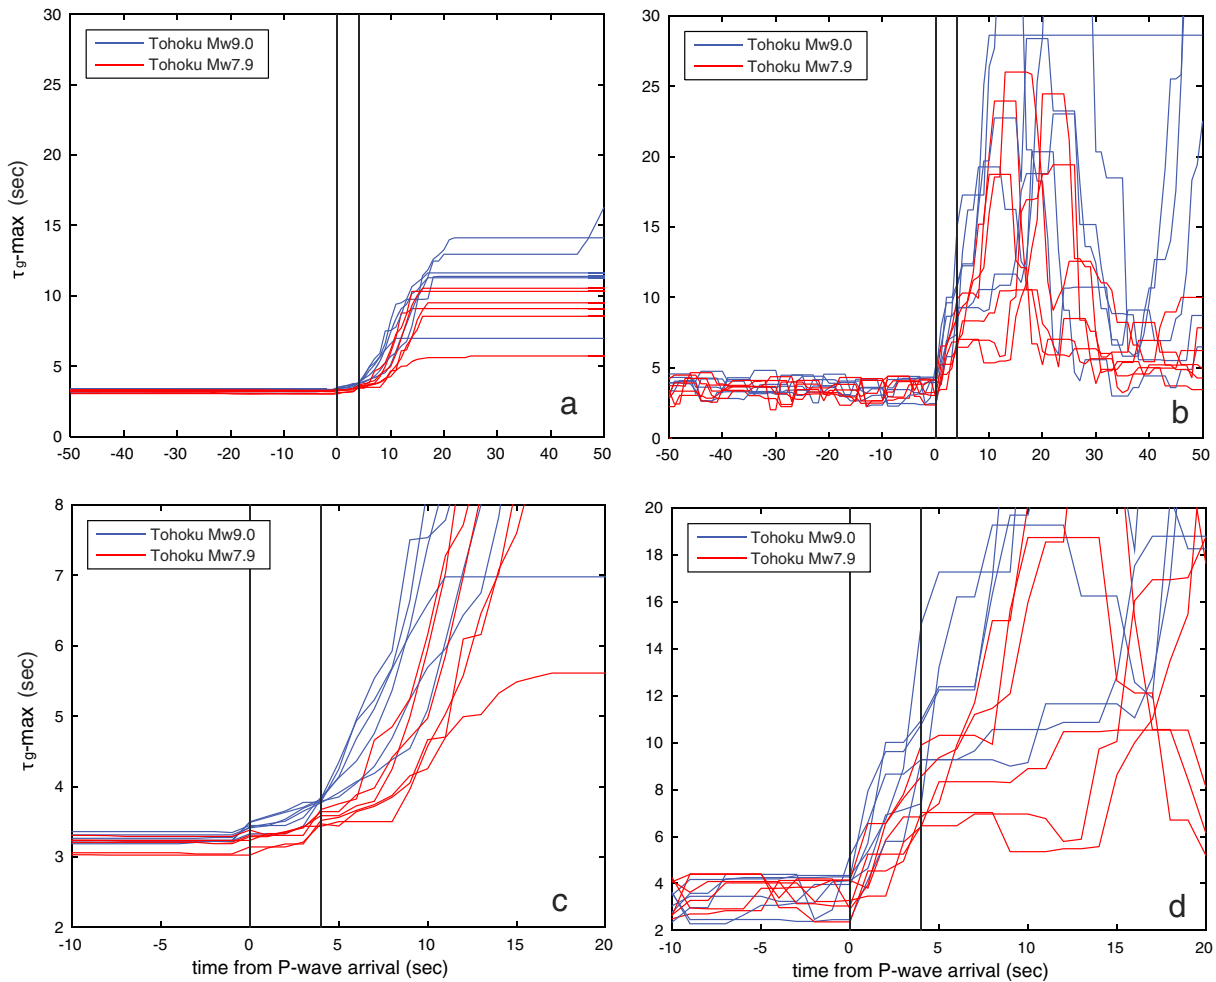 30
25
20
15
10
5
0
τg-max (sec)
Tohoku Mw9.0
Tohoku Mw7.9
a
-50 -40 -30 -20 -10 0 10 20 30 40 50
30
25
20
15
10
5
0
Tohoku Mw9.0
Tohoku Mw7.9
b
-50 -40 -30 -20 -10 0 10 20 30 40 50
8
7
6
5
4
3
2
τg-max (sec)
Tohoku Mw9.0
Tohoku Mw7.9
c
-10 -5 0 5 10 15 20
time from P-wave arrival (sec)
20
18
16
14
12
10
8
6
4
2
Tohoku Mw9.0
Tohoku Mw7.9
d
-10 -5 0 5 10 15 20
time from P-wave arrival (sec)